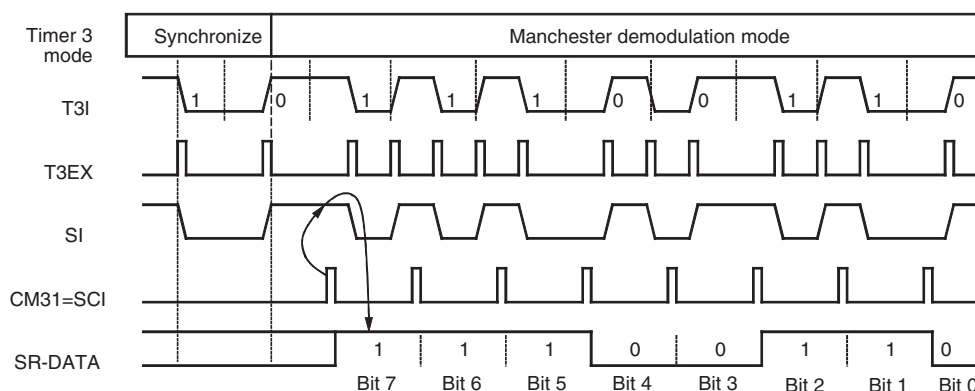 Timer 3 mode
Synchronize
Manchester demodulation mode
T3I
1 0 1 1 1 0 0 1 1 0
T3EX
SI
CM31=SCI
SR-DATA
1 1 1 0 0 1 1 0
Bit 7 Bit 6 Bit 5 Bit 4 Bit 3 Bit 2 Bit 1 Bit 0